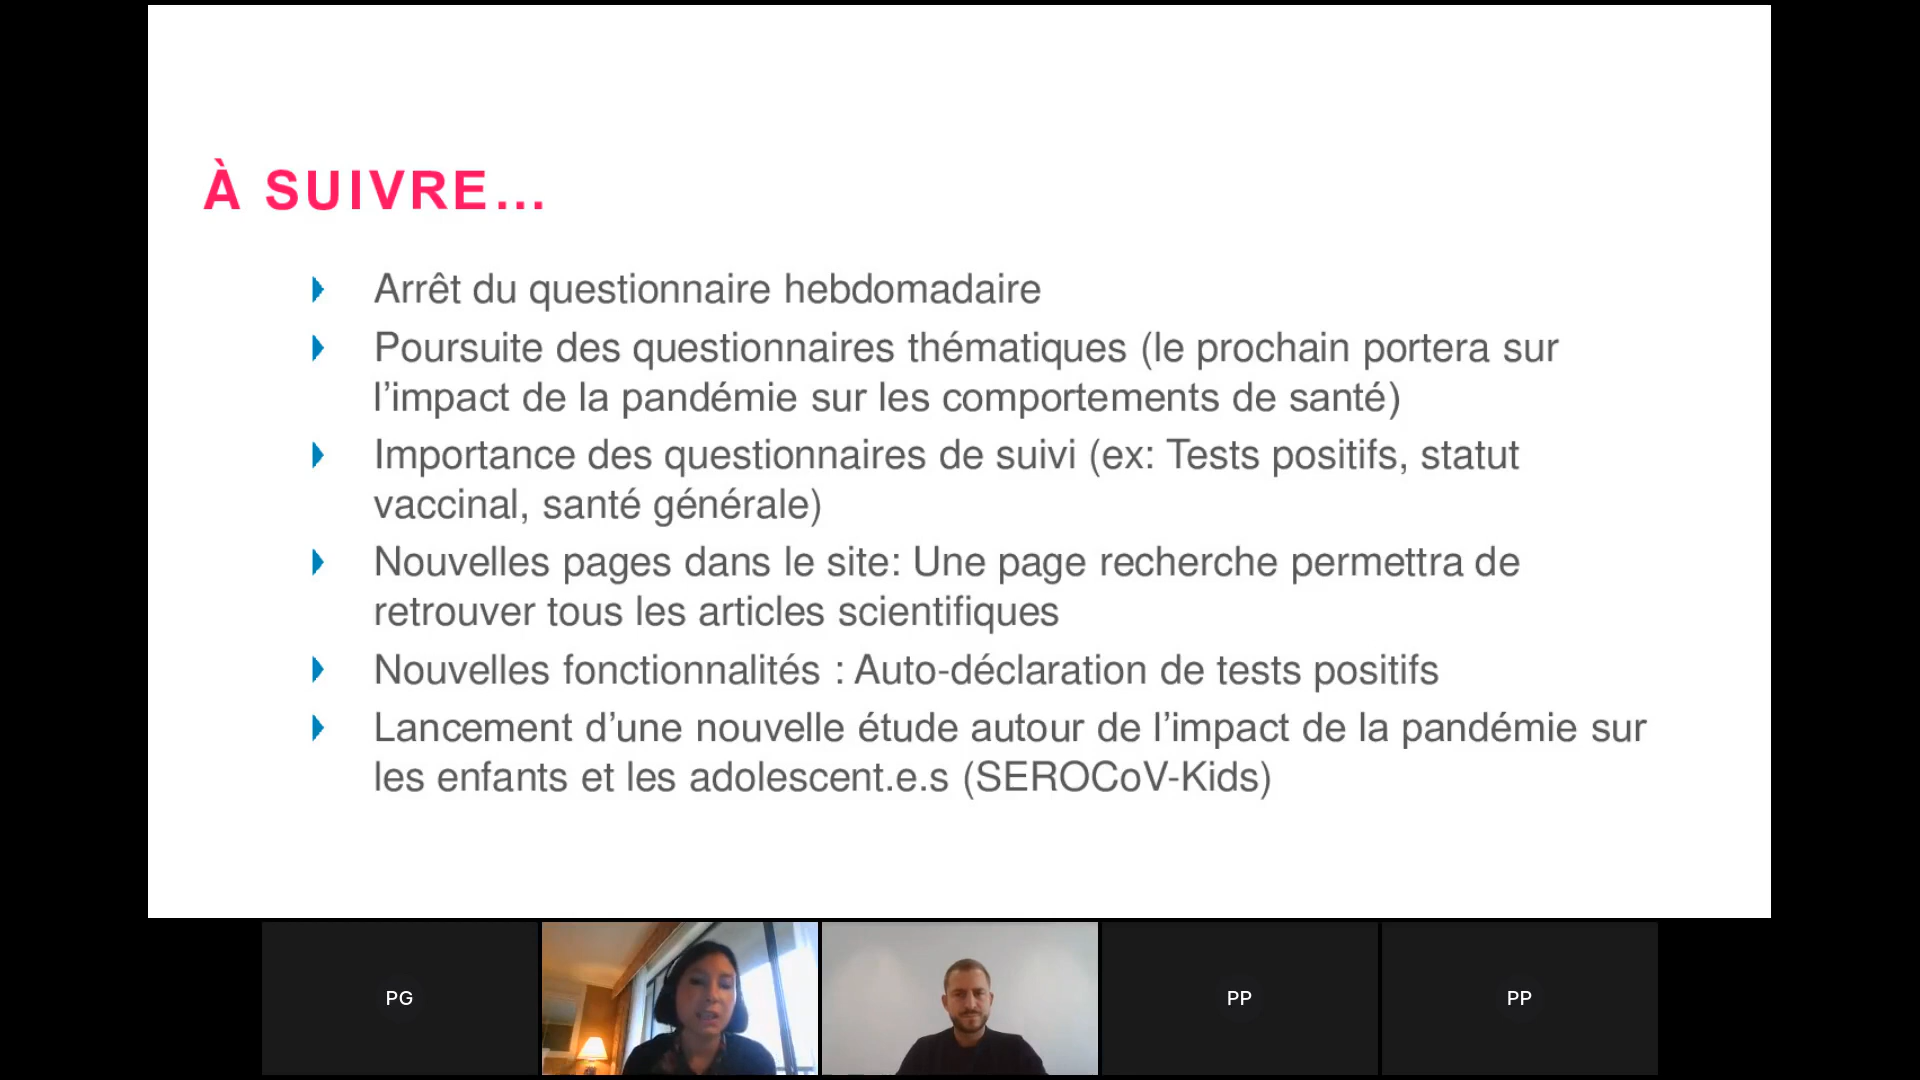 À SUIVRE...
Arrêt du questionnaire hebdomadaire
Poursuite des questionnaires thématiques (le prochain portera sur
l’impact de la pandémie sur les comportements de santé)
Importance des questionnaires de suivi (ex: Tests positifs, statut
vaccinal, santé générale)
Nouvelles pages dans le site: Une page recherche permettra de
retrouver tous les articles scientifiques
Nouvelles fonctionnalités : Auto-déclaration de tests positifs
Lancement d’une nouvelle étude autour de l’impact de la pandémie sur
les enfants et les adolescent.e.s (SEROCoV-Kids)
PG
PP
PP